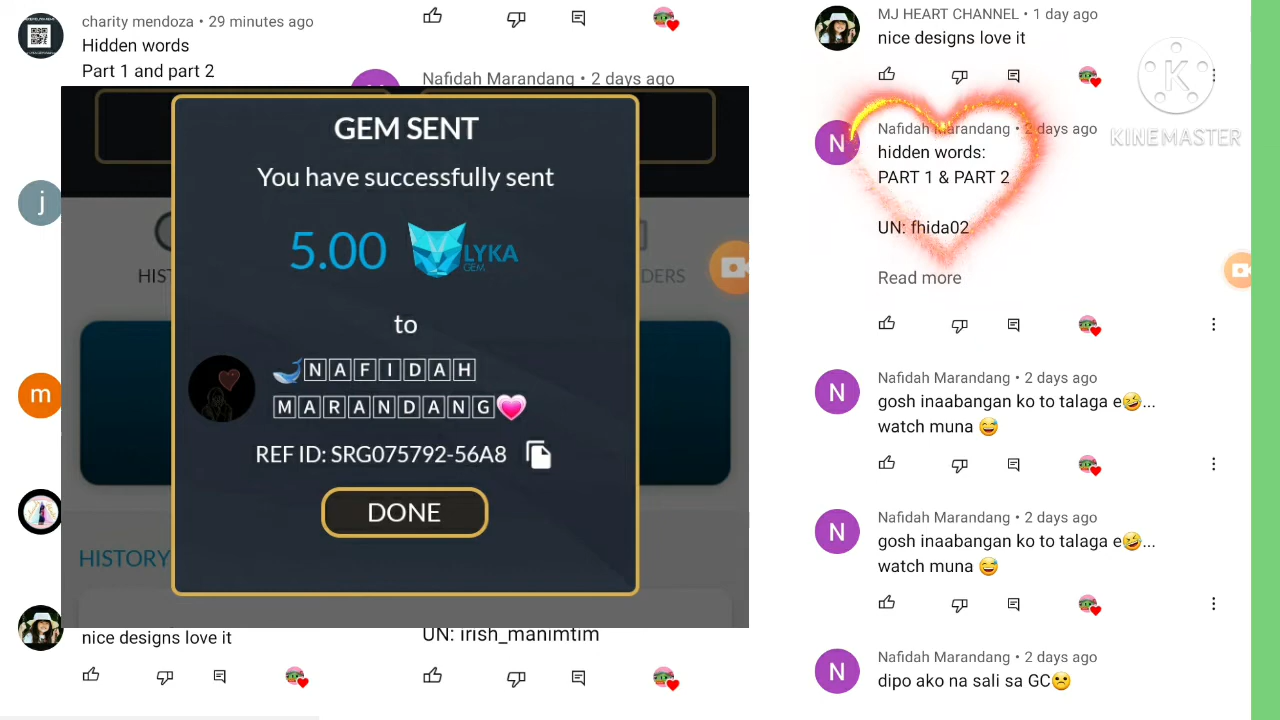 charity mendoza • 29 minutes ago
Hidden words
Part 1 and part 2
Nafidah Marandang • 2 days ago
j
m
GEM SENT
You have successfully sent
5.00 LYKA
GEM
to
🐋NAFIDAH
MARANDANG💗
REF ID: SRG075792-56A8
DONE
HIST
DERS
HISTORY
nice designs love it
UN: irish_manimtim
MJ HEART CHANNEL • 1 day ago
nice designs love it
K
KINEMASTER
N
Nafidah Marandang • 2 days ago
hidden words:
PART 1 & PART 2
UN: fhida02
Read more
N
Nafidah Marandang • 2 days ago
gosh inaabangan ko to talaga e🤣...
watch muna 😅
N
Nafidah Marandang • 2 days ago
gosh inaabangan ko to talaga e🤣...
watch muna 😅
N
Nafidah Marandang • 2 days ago
dipo ako na sali sa GC☹️